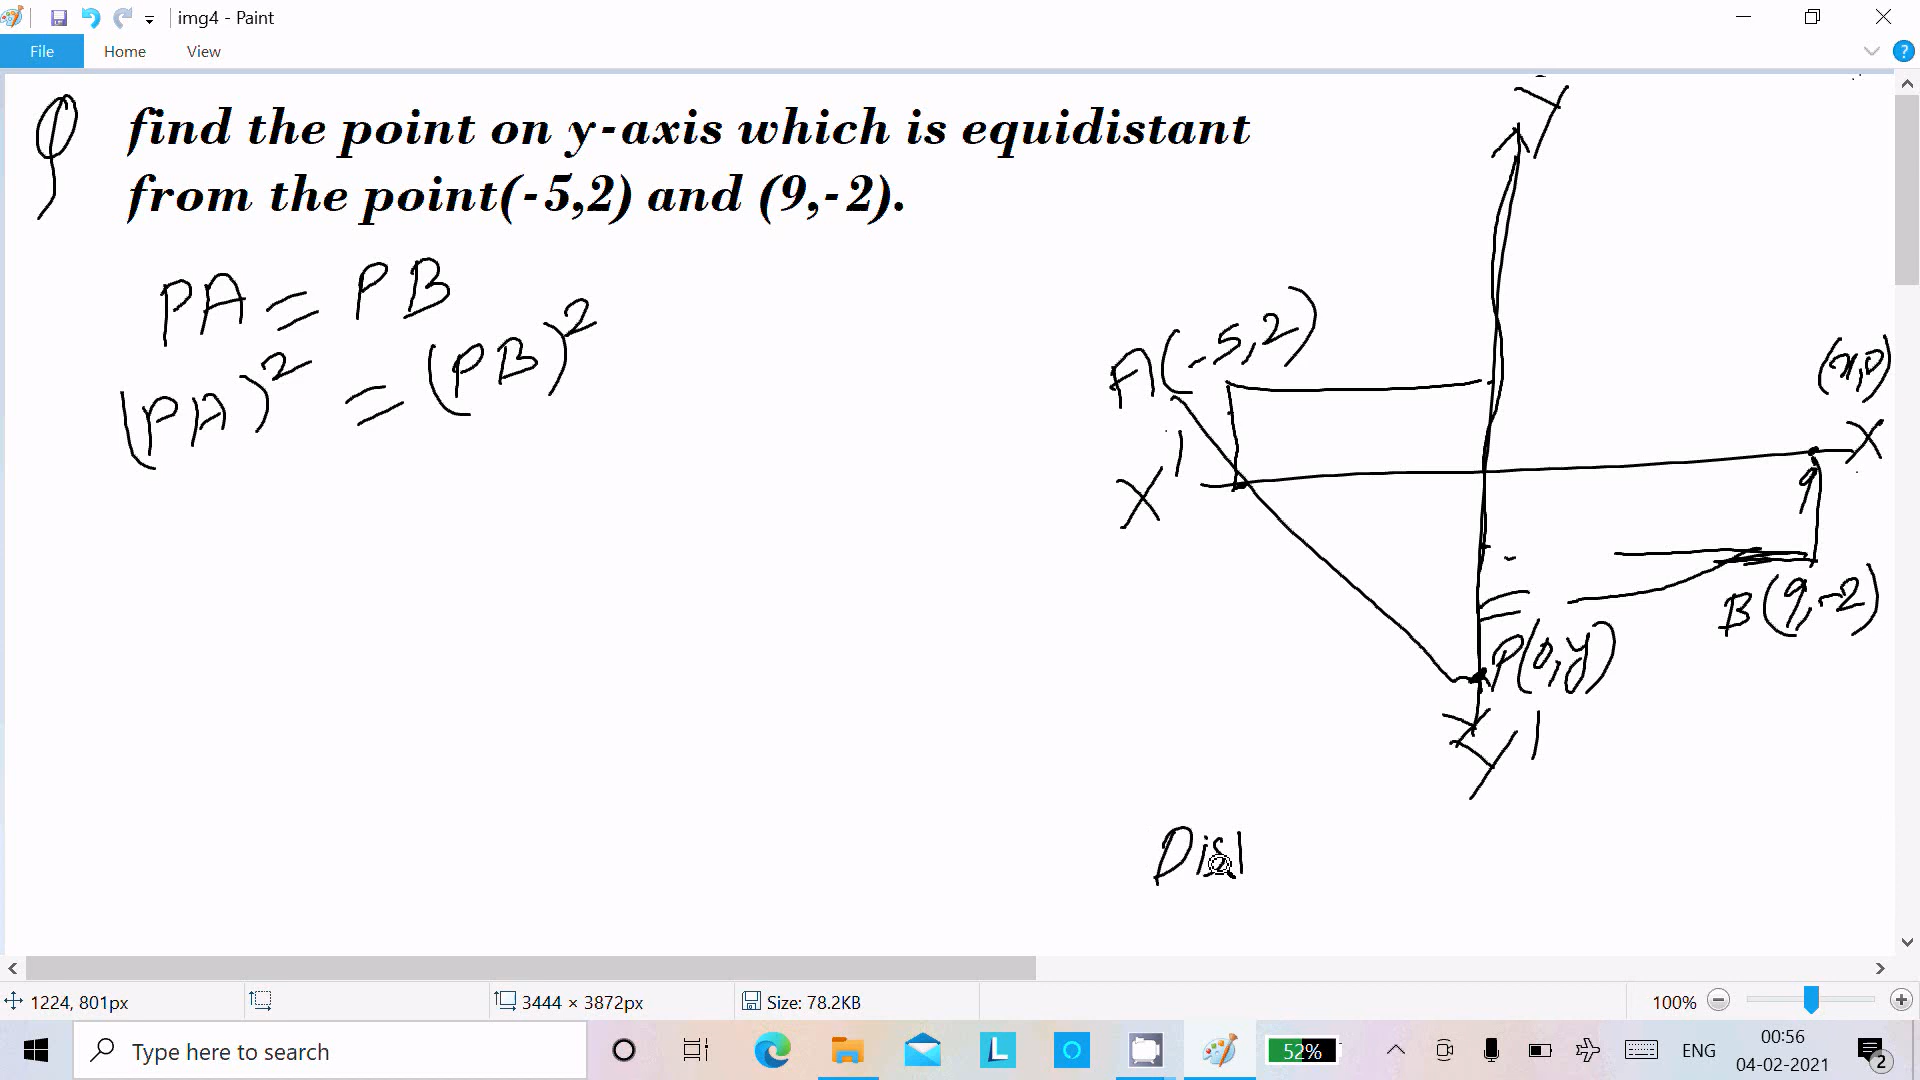 img4 - Paint
File Home View
find the point on y-axis which is equidistant
from the point(-5,2) and (9,-2).
PA = PB
(PA)² = (PB)²
Y
A(-5,2)
(x,0)
X
X'
9
B(9,-2)
P(0,y)
Y'
Dis
1224, 801px
3444 × 3872px
Size: 78.2KB
100%
Type here to search
52%
ENG
00:56
04-02-2021
2